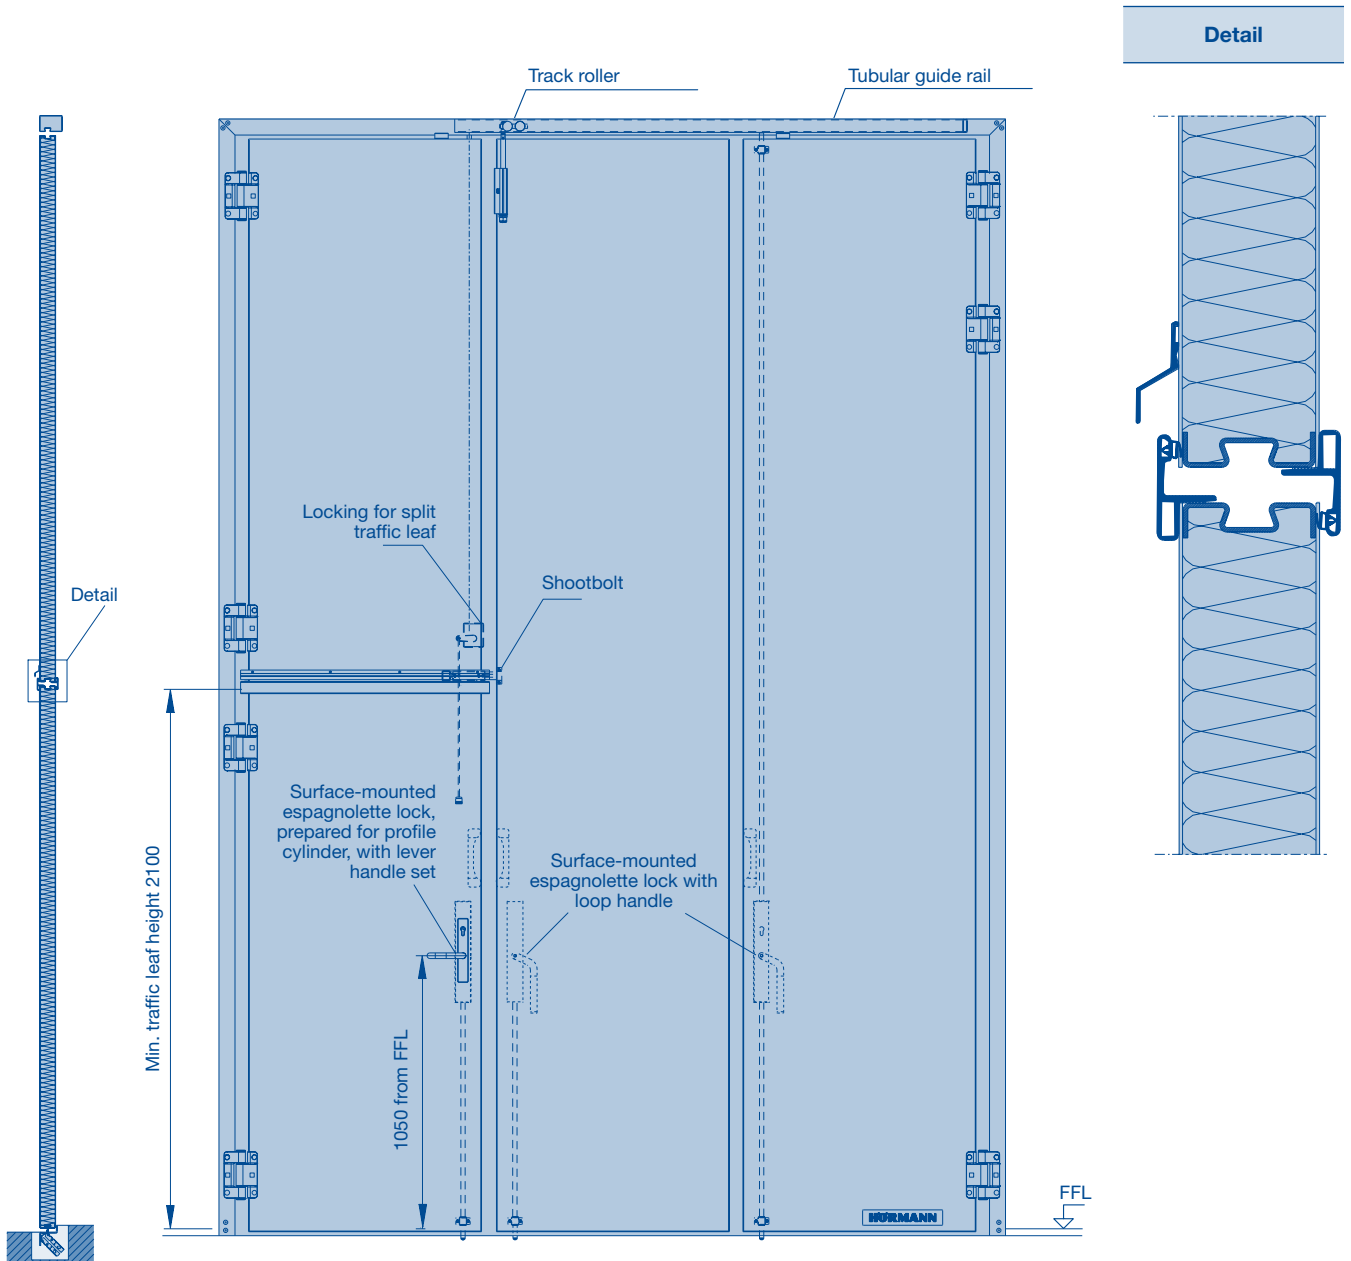 Detail
Track roller
Tubular guide rail
Locking for split
traffic leaf
Shootbolt
Detail
Surface-mounted
espagnolette lock,
prepared for profile
cylinder, with lever
handle set
Surface-mounted
espagnolette lock with
loop handle
Min. traffic leaf height 2100
1050 from FFL
FFL
HÖRMANN